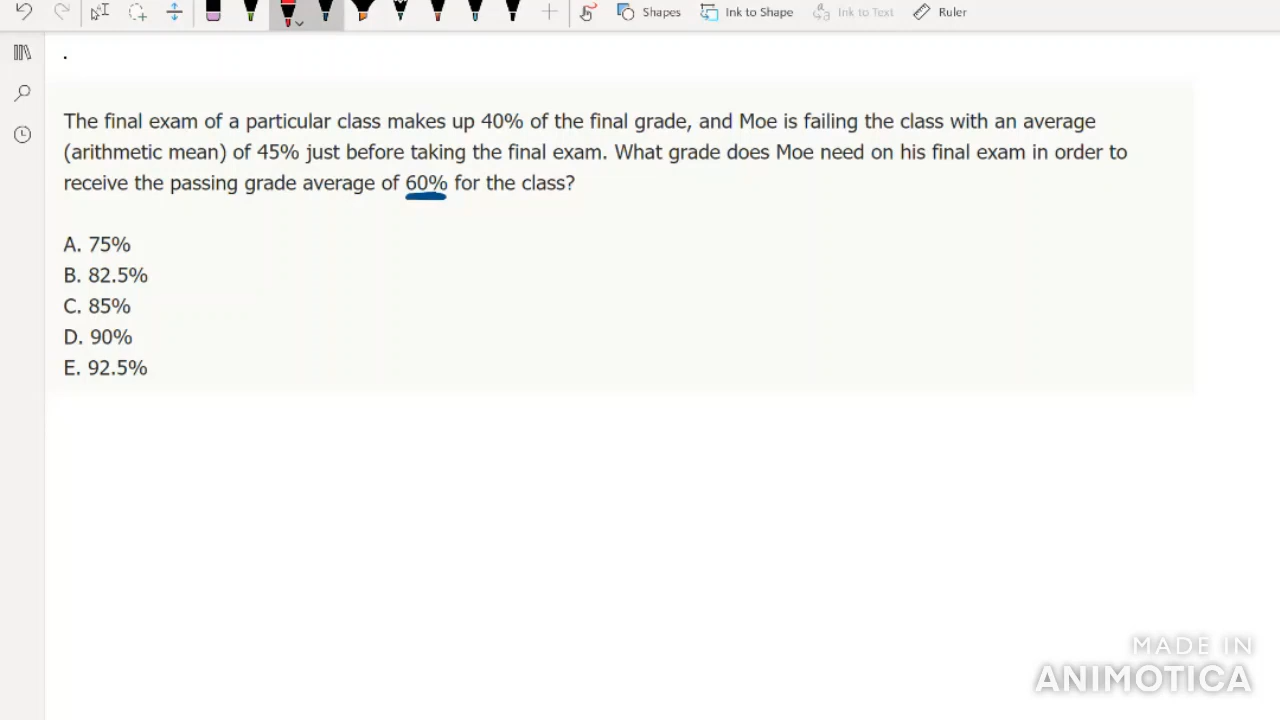 Shapes Ink to Shape Ink to Text Ruler
The final exam of a particular class makes up 40% of the final grade, and Moe is failing the class with an average
(arithmetic mean) of 45% just before taking the final exam. What grade does Moe need on his final exam in order to
receive the passing grade average of 60% for the class?
A. 75%
B. 82.5%
C. 85%
D. 90%
E. 92.5%
MADE IN
ANIMOTICA